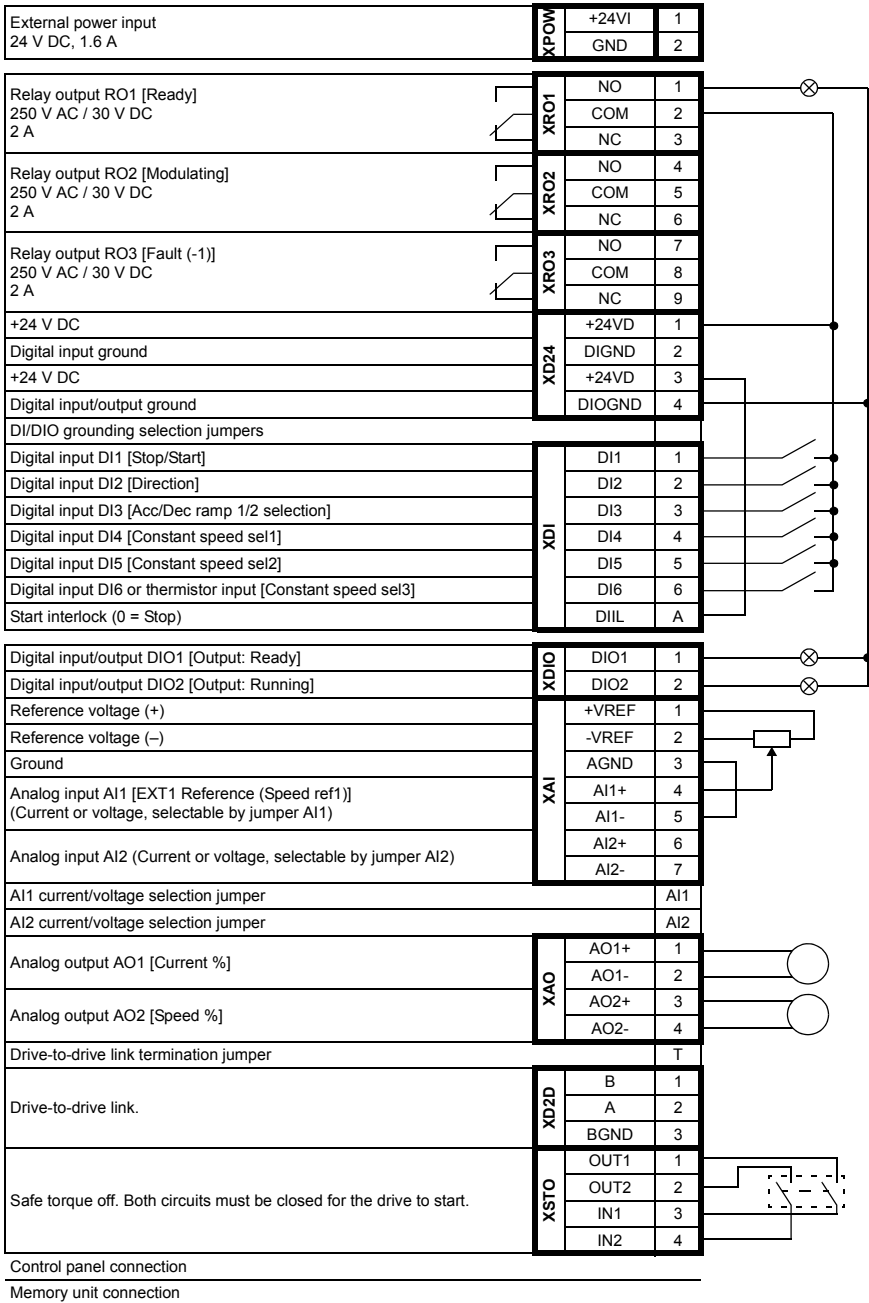 External power input
24 V DC, 1.6 A
XPOW
+24VI 1
GND 2
Relay output RO1 [Ready]
250 V AC / 30 V DC
2 A
XRO1
NO 1
COM 2
NC 3
Relay output RO2 [Modulating]
250 V AC / 30 V DC
2 A
XRO2
NO 4
COM 5
NC 6
Relay output RO3 [Fault (-1)]
250 V AC / 30 V DC
2 A
XRO3
NO 7
COM 8
NC 9
XD24
+24 V DC +24VD 1
Digital input ground DIGND 2
+24 V DC +24VD 3
Digital input/output ground DIOGND 4
DI/DIO grounding selection jumpers
XDI
Digital input DI1 [Stop/Start] DI1 1
Digital input DI2 [Direction] DI2 2
Digital input DI3 [Acc/Dec ramp 1/2 selection] DI3 3
Digital input DI4 [Constant speed sel1] DI4 4
Digital input DI5 [Constant speed sel2] DI5 5
Digital input DI6 or thermistor input [Constant speed sel3] DI6 6
Start interlock (0 = Stop) DIIL A
XDIO
Digital input/output DIO1 [Output: Ready] DIO1 1
Digital input/output DIO2 [Output: Running] DIO2 2
XAI
Reference voltage (+) +VREF 1
Reference voltage (–) -VREF 2
Ground AGND 3
Analog input AI1 [EXT1 Reference (Speed ref1)]
(Current or voltage, selectable by jumper AI1)
AI1+ 4
AI1- 5
Analog input AI2 (Current or voltage, selectable by jumper AI2)
AI2+ 6
AI2- 7
AI1 current/voltage selection jumper AI1
AI2 current/voltage selection jumper AI2
XAO
Analog output AO1 [Current %]
AO1+ 1
AO1- 2
Analog output AO2 [Speed %]
AO2+ 3
AO2- 4
Drive-to-drive link termination jumper T
Drive-to-drive link.
XD2D
B 1
A 2
BGND 3
Safe torque off. Both circuits must be closed for the drive to start.
XSTO
OUT1 1
OUT2 2
IN1 3
IN2 4
Control panel connection
Memory unit connection